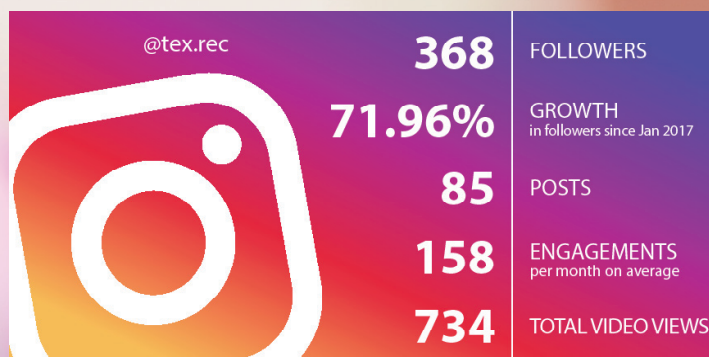 @tex.rec
368 FOLLOWERS
71.96% GROWTH
in followers since Jan 2017
85 POSTS
158 ENGAGEMENTS
per month on average
734 TOTAL VIDEO VIEWS